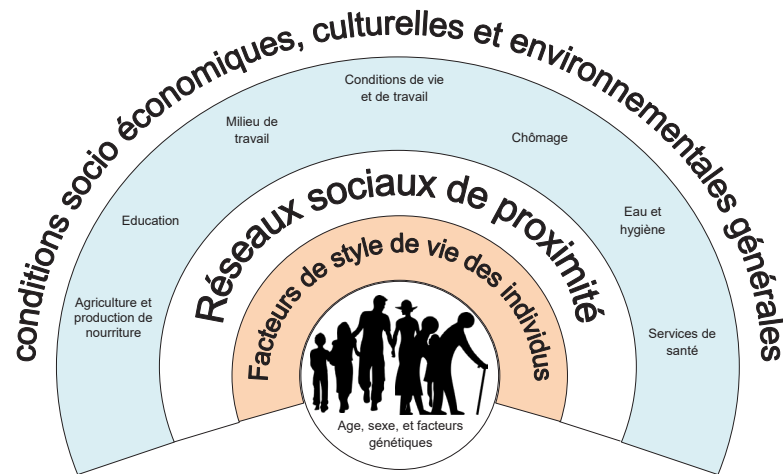 conditions socio économiques, culturelles et environnementales générales
Conditions de vie
et de travail
Milieu de
travail
Chômage
Education
Eau et
hygiène
Agriculture et
production de
nourriture
Services de
santé
Réseaux sociaux de proximité
Facteurs de style de vie des individus
Age, sexe, et facteurs
génétiques